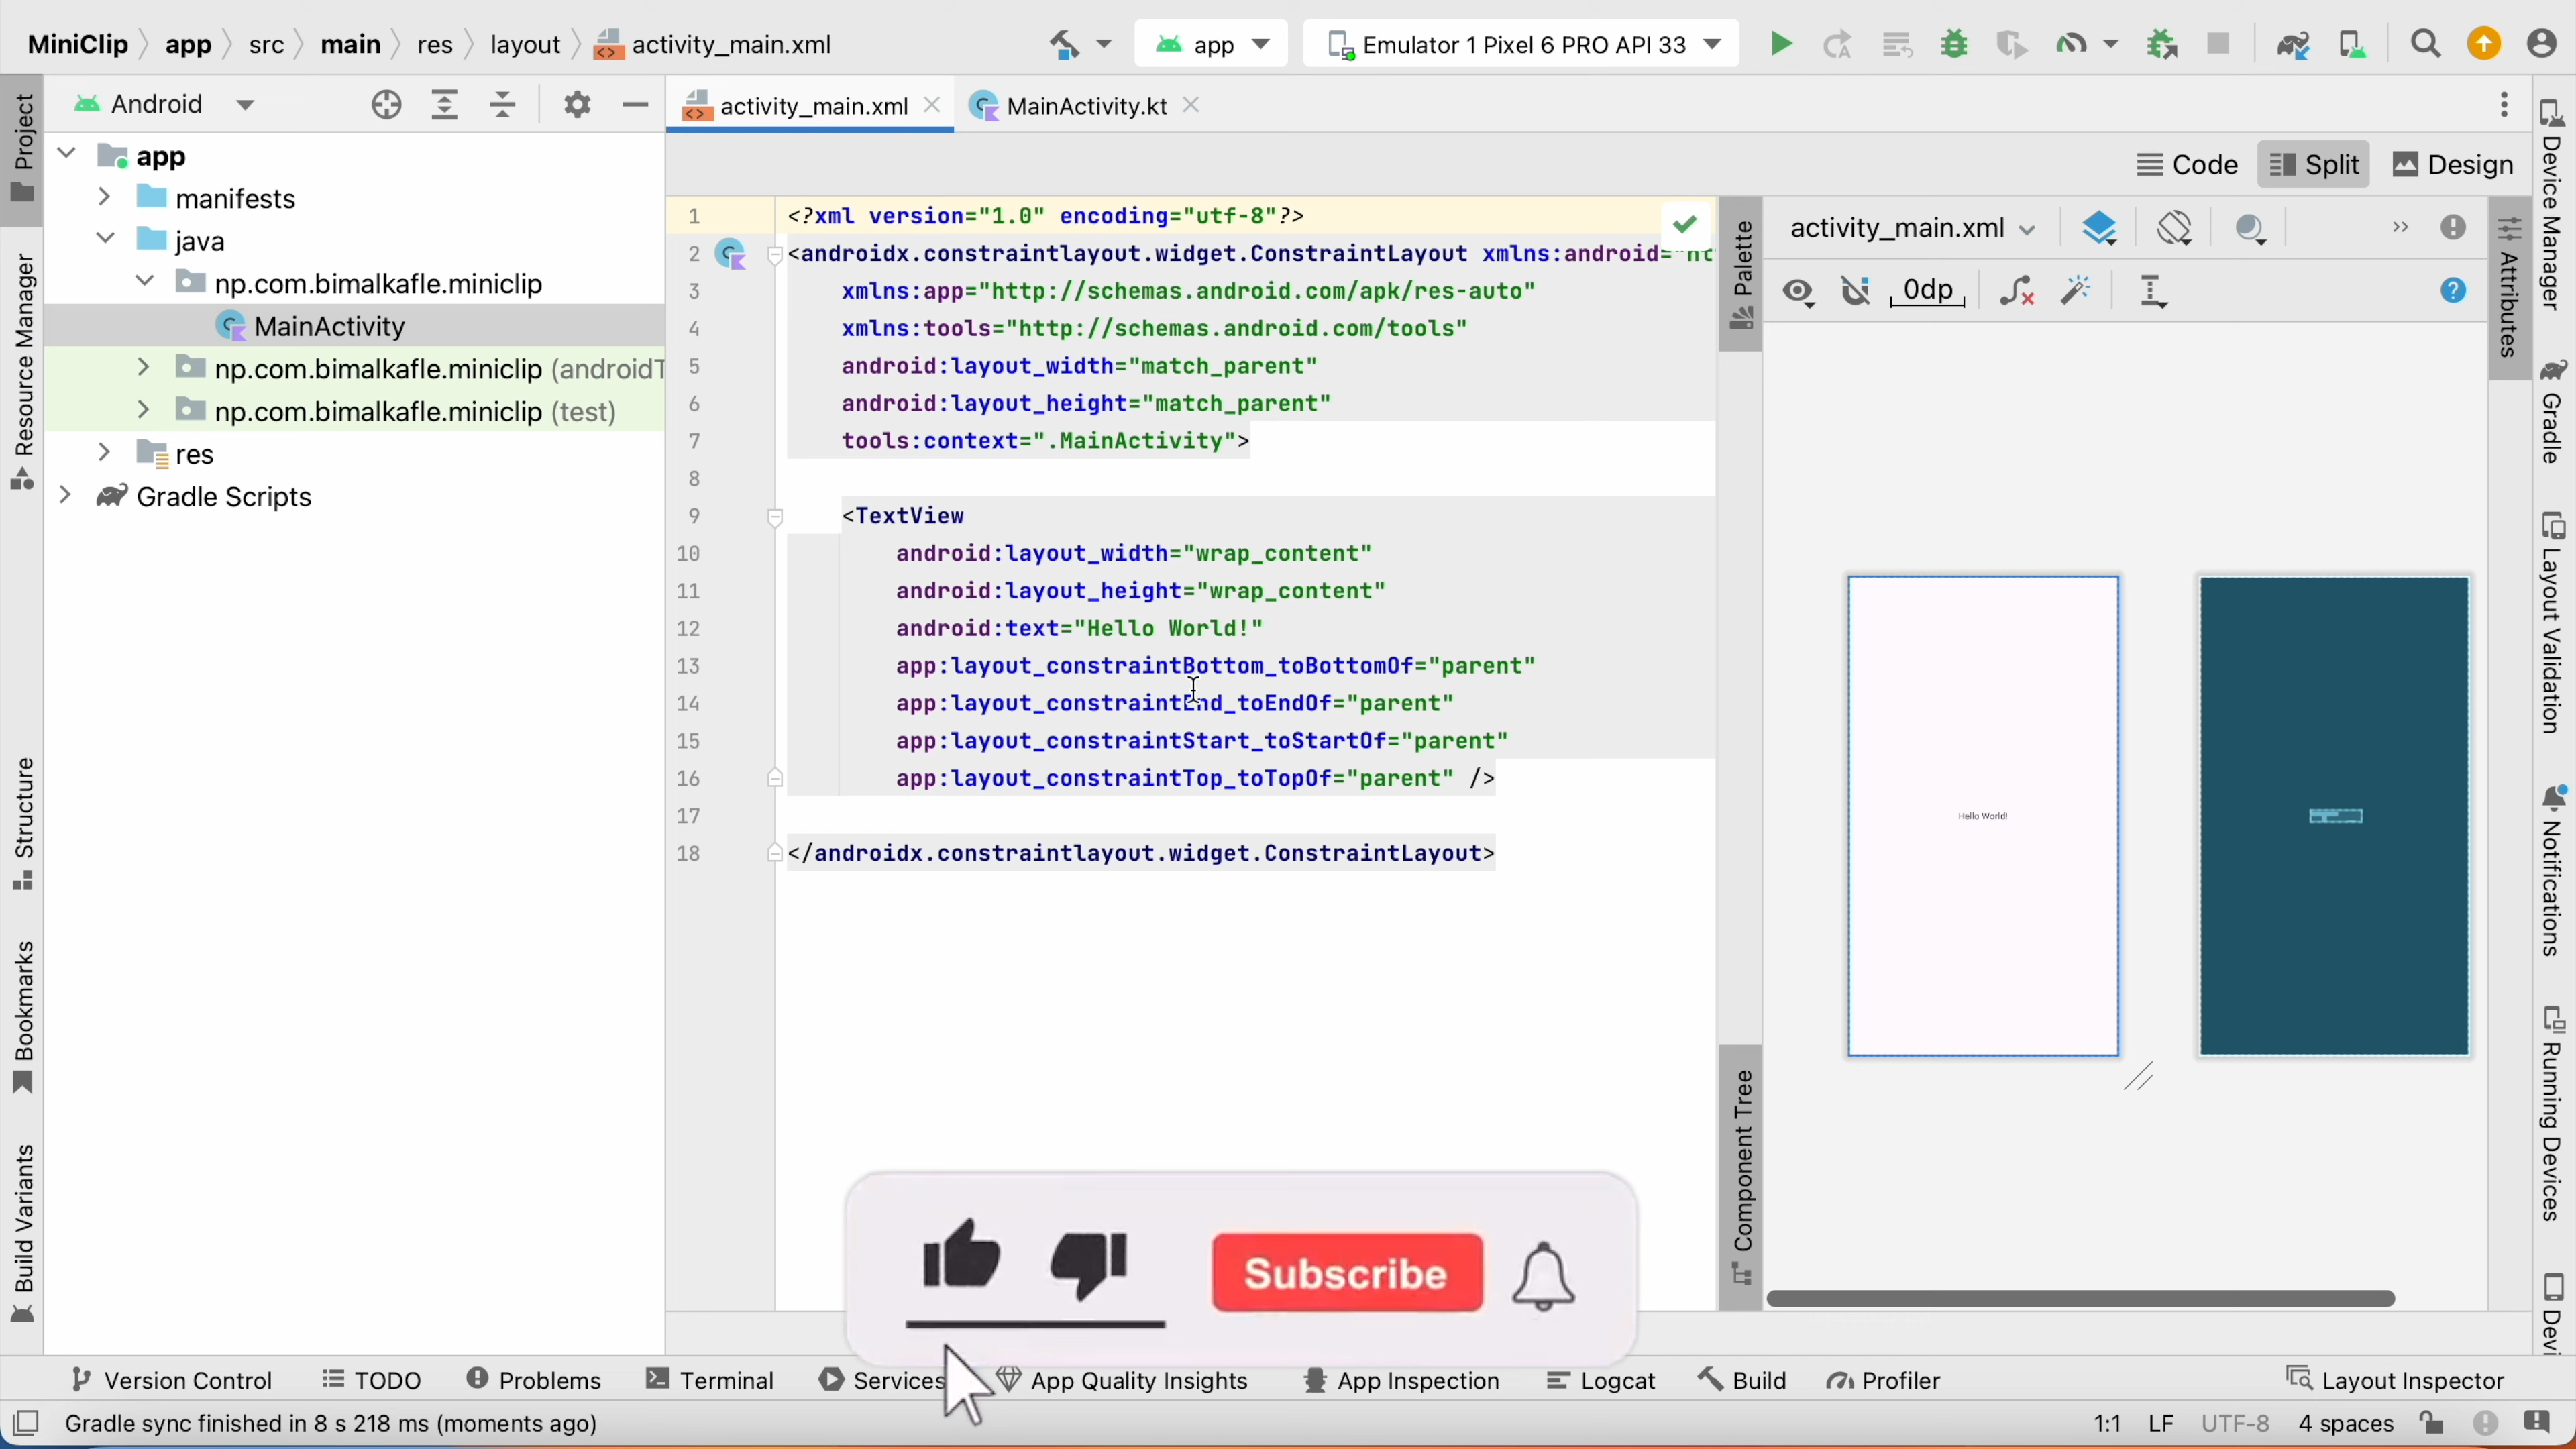 MiniClip app src main res layout activity_main.xml app Emulator 1 Pixel 6 PRO API 33
Project
Resource Manager
Structure
Bookmarks
Build Variants
Android
app
manifests
java
np.com.bimalkafle.miniclip
MainActivity
np.com.bimalkafle.miniclip (androidT
np.com.bimalkafle.miniclip (test)
res
Gradle Scripts
activity_main.xml MainActivity.kt
Code Split Design
1 <?xml version="1.0" encoding="utf-8"?>
2 <androidx.constraintlayout.widget.ConstraintLayout xmlns:android="ht
3 xmlns:app="http://schemas.android.com/apk/res-auto"
4 xmlns:tools="http://schemas.android.com/tools"
5 android:layout_width="match_parent"
6 android:layout_height="match_parent"
7 tools:context=".MainActivity">
8
9 <TextView
10 android:layout_width="wrap_content"
11 android:layout_height="wrap_content"
12 android:text="Hello World!"
13 app:layout_constraintBottom_toBottomOf="parent"
14 app:layout_constraintEnd_toEndOf="parent"
15 app:layout_constraintStart_toStartOf="parent"
16 app:layout_constraintTop_toTopOf="parent" />
17
18 </androidx.constraintlayout.widget.ConstraintLayout>
Palette
Component Tree
activity_main.xml
0dp
Hello World!
Attributes
Device Manager
Gradle
Layout Validation
Notifications
Running Devices
Devi
Subscribe
Version Control TODO Problems Terminal Services App Quality Insights App Inspection Logcat Build Profiler Layout Inspector
Gradle sync finished in 8 s 218 ms (moments ago) 1:1 LF UTF-8 4 spaces